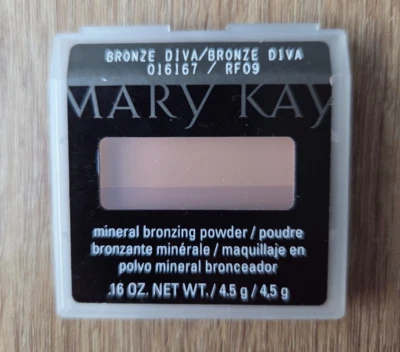 BRONZE DIVA/BRONZE DIVA
016167 / RF09
MARY KAY
mineral bronzing powder / poudre
bronzante minérale / maquillaje en
polvo mineral bronceador
.16 OZ. NET WT. / 4.5 g / 4,5 g